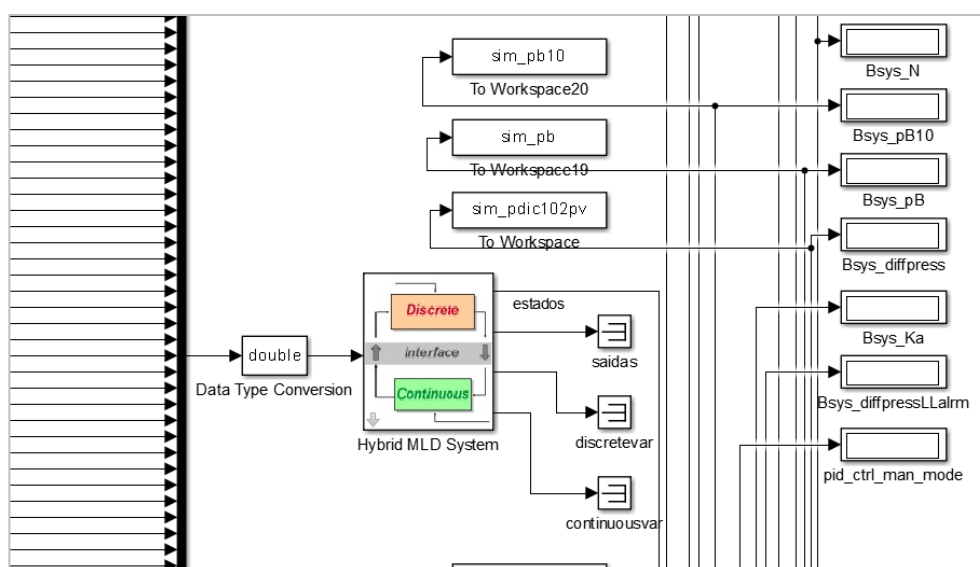 sim_pb10
To Workspace20
sim_pb
To Workspace19
sim_pdic102pv
To Workspace
Discrete
interface
Continuous
Hybrid MLD System
double
Data Type Conversion
estados
saidas
discretevar
continuousvar
Bsys_N
Bsys_pB10
Bsys_pB
Bsys_diffpress
Bsys_Ka
Bsys_diffpressLLalrm
pid_ctrl_man_mode